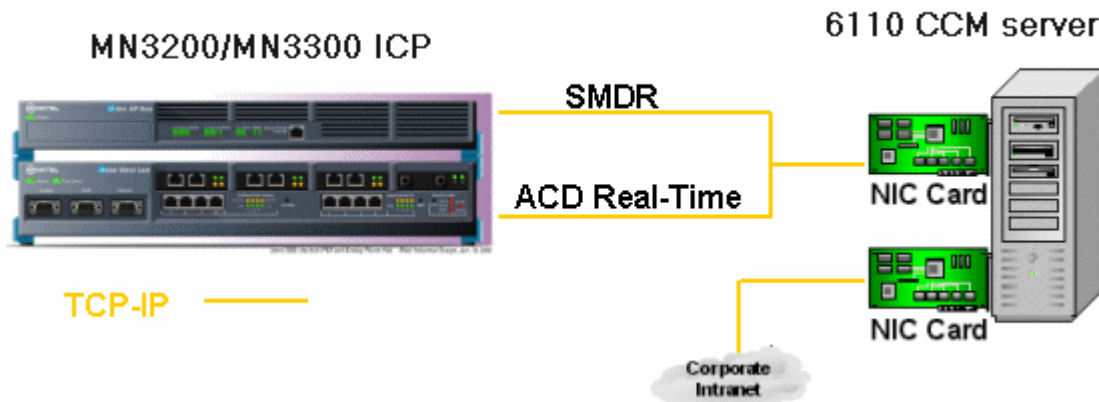 MN3200/MN3300 ICP
6110 CCM server
SMDR
ACD Real-Time
NIC Card
NIC Card
TCP-IP
Corporate
Intranet